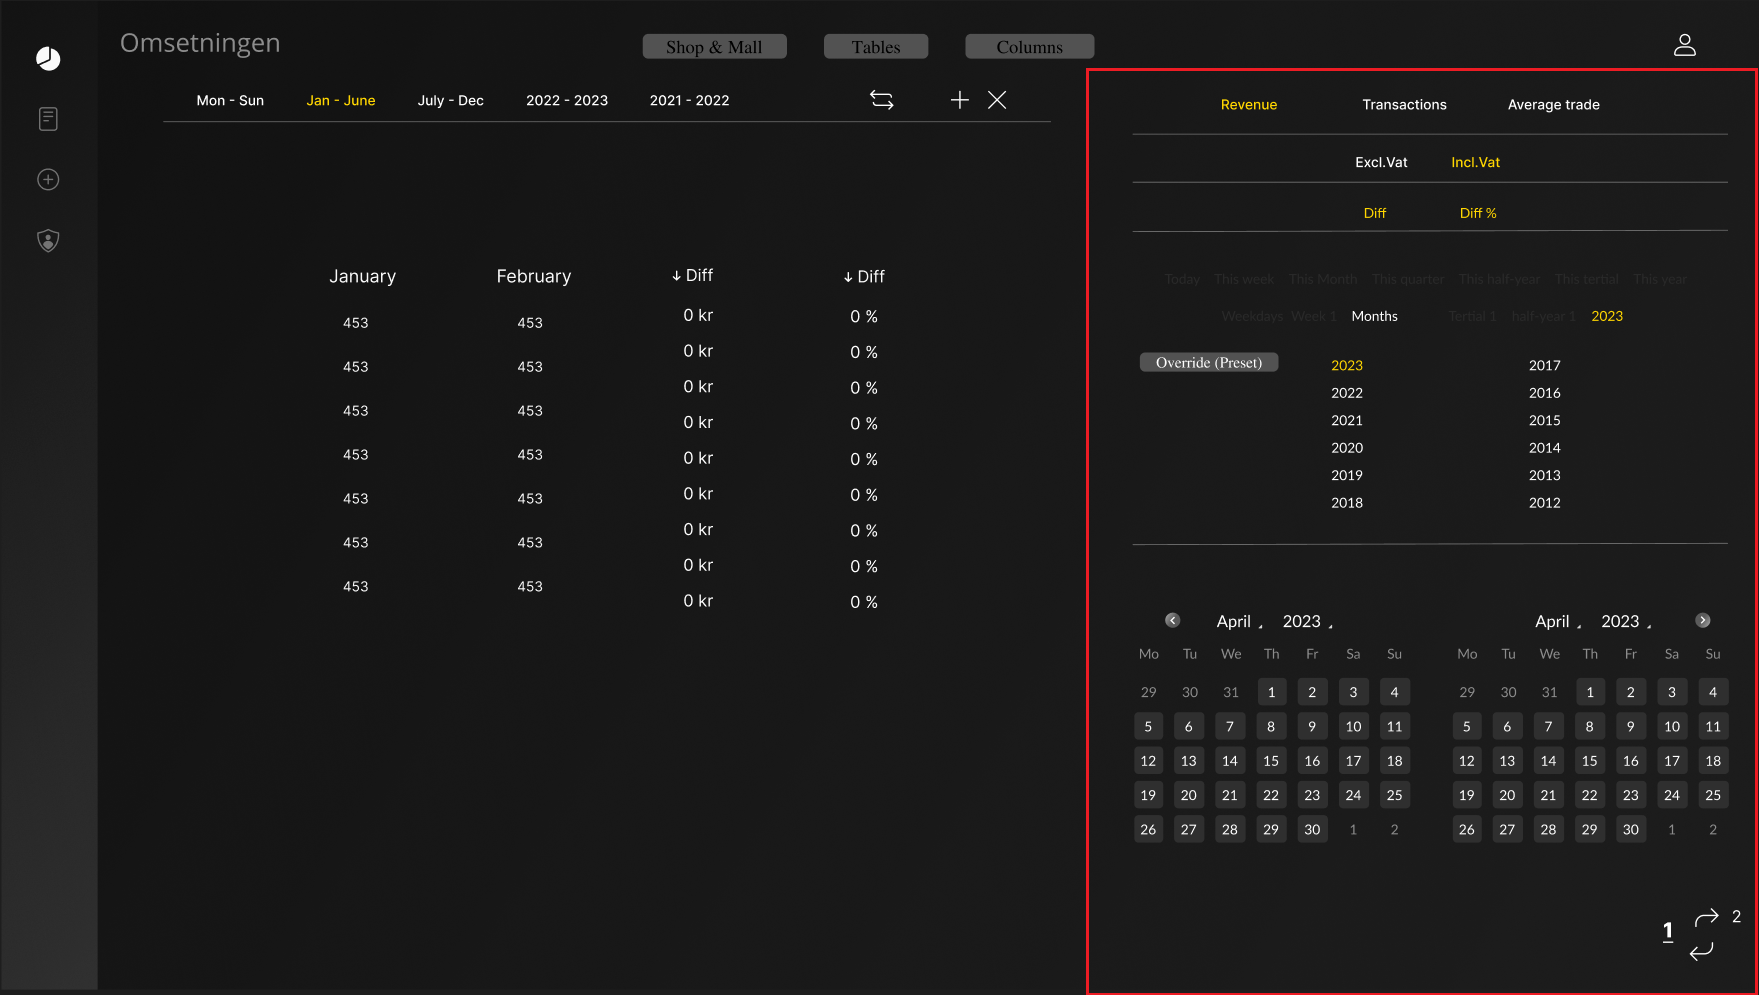 Omsetningen
Shop & Mall Tables Columns
Mon - Sun Jan - June July - Dec 2022 - 2023 2021 - 2022
January February ↓ Diff ↓ Diff
453 453 0 kr 0 %
453 453 0 kr 0 %
453 453 0 kr 0 %
453 453 0 kr 0 %
453 453 0 kr 0 %
453 453 0 kr 0 %
453 453 0 kr 0 %
0 kr 0 %
0 kr 0 %
Revenue Transactions Average trade
Excl.Vat Incl.Vat
Diff Diff %
Today This week This Month This quarter This half-year This tertial This year
Weekdays Week 1 Months Tertial 1 half-year 1 2023
Override (Preset)
2023 2017
2022 2016
2021 2015
2020 2014
2019 2013
2018 2012
April 2023
Mo Tu We Th Fr Sa Su
29 30 31 1 2 3 4
5 6 7 8 9 10 11
12 13 14 15 16 17 18
19 20 21 22 23 24 25
26 27 28 29 30 1 2
April 2023
Mo Tu We Th Fr Sa Su
29 30 31 1 2 3 4
5 6 7 8 9 10 11
12 13 14 15 16 17 18
19 20 21 22 23 24 25
26 27 28 29 30 1 2
1 2